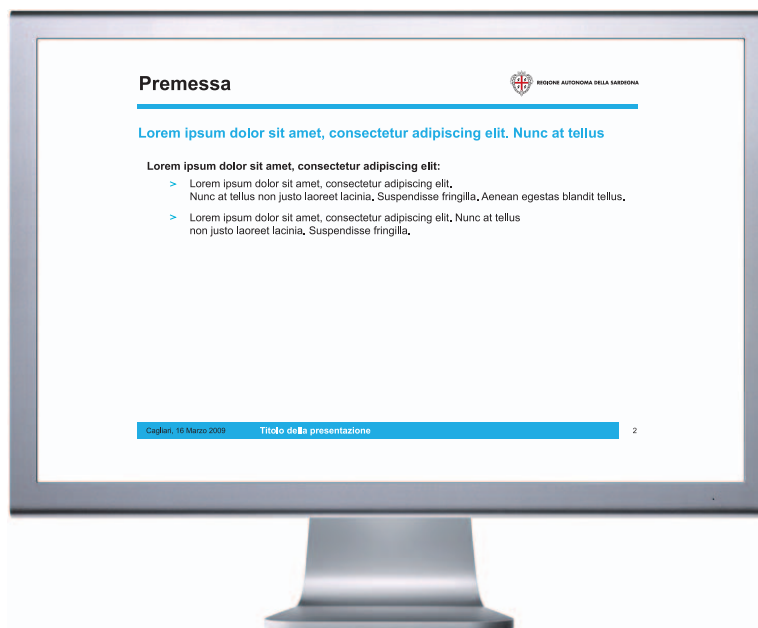 Premessa
REGIONE AUTONOMA DELLA SARDEGNA
Lorem ipsum dolor sit amet, consectetur adipiscing elit. Nunc at tellus
Lorem ipsum dolor sit amet, consectetur adipiscing elit:
> Lorem ipsum dolor sit amet, consectetur adipiscing elit.
Nunc at tellus non justo laoreet lacinia. Suspendisse fringilla. Aenean egestas blandit tellus.
> Lorem ipsum dolor sit amet, consectetur adipiscing elit. Nunc at tellus
non justo laoreet lacinia. Suspendisse fringilla.
Cagliari, 16 Marzo 2009 Titolo della presentazione 2